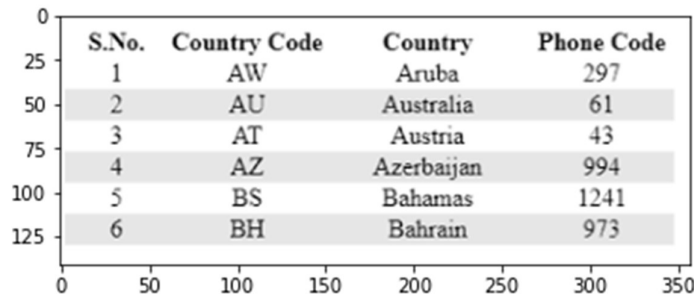 0
25
50
75
100
125
S.No. Country Code Country Phone Code
1 AW Aruba 297
2 AU Australia 61
3 AT Austria 43
4 AZ Azerbaijan 994
5 BS Bahamas 1241
6 BH Bahrain 973
0 50 100 150 200 250 300 350